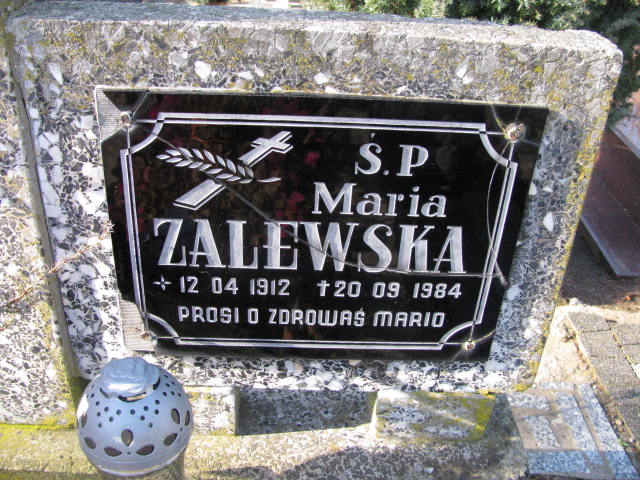 Ś.P
Maria
ZALEWSKA
12 04 1912 †20 09 1984
PROSI O ZDROWAŚ MARIO